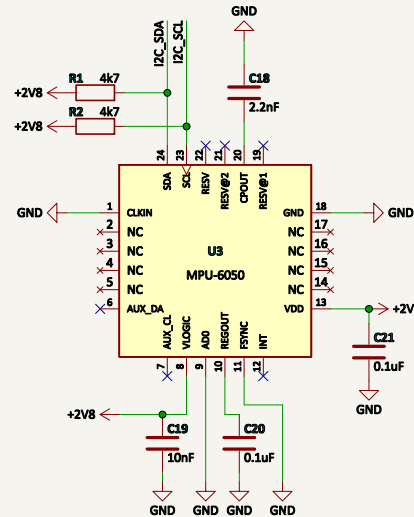 GND
I2C_SDA
I2C_SCL
R1 4k7
+2V8
C18
2.2nF
R2 4k7
+2V8
24 23 22 21 20 19
SDA SCL RESV RESV@2 CPOUT RESV@1
GND 1 CLKIN GND 18 GND
2 NC NC 17
3 NC NC 16
U3
4 NC NC 15
MPU-6050
5 NC NC 14
6 AUX_DA VDD 13 +2V
AUX_CL VLOGIC AD0 REGOUT FSYNC INT
7 8 9 10 11 12
C21
0.1uF
GND
+2V8
C19
10nF
C20
0.1uF
GND GND GND GND